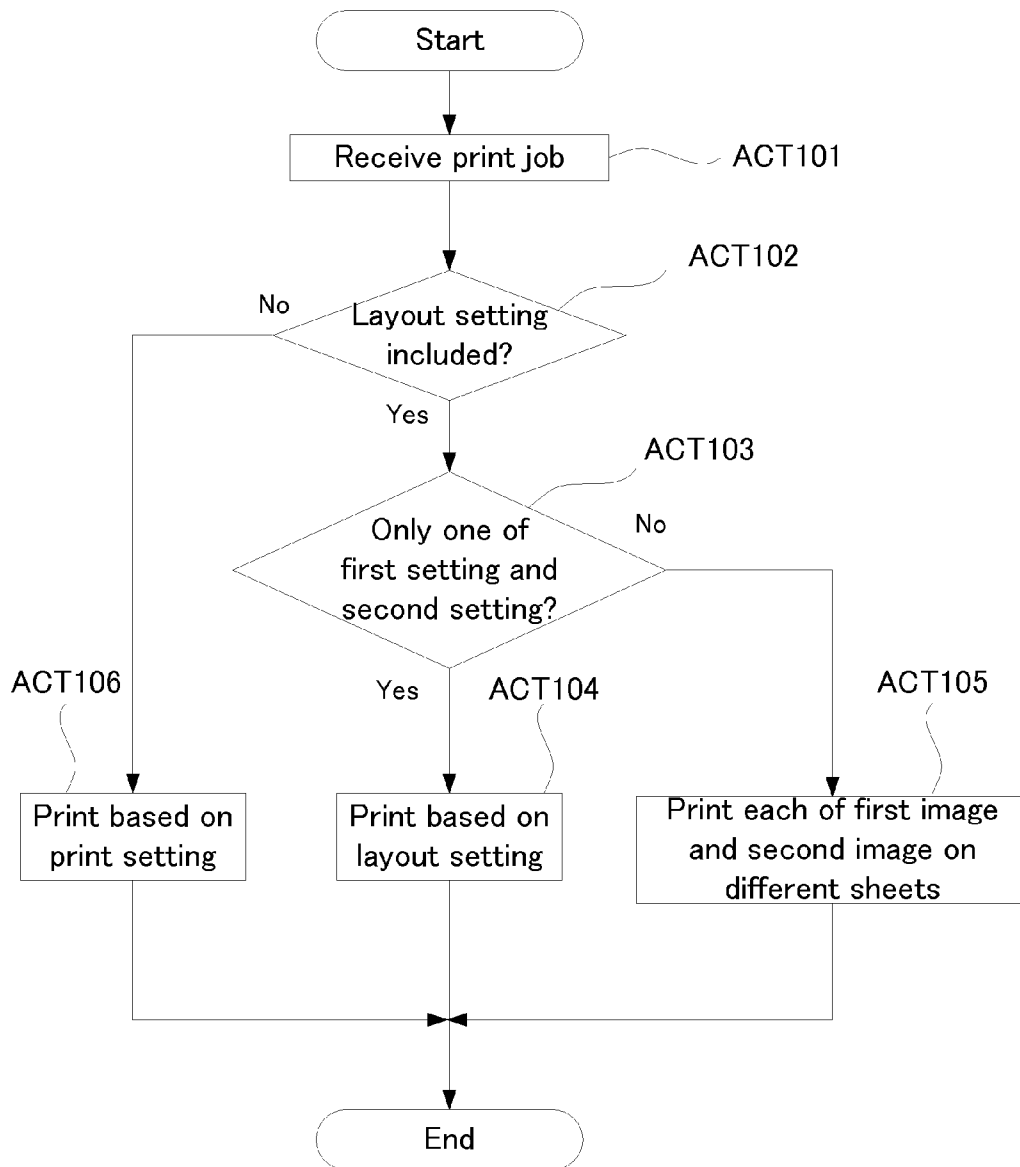 Start
Receive print job
ACT101
ACT102
No
Layout setting
included?
Yes
ACT103
Only one of
first setting and
second setting?
No
Yes
ACT106
ACT104
ACT105
Print based on
print setting
Print based on
layout setting
Print each of first image
and second image on
different sheets
End